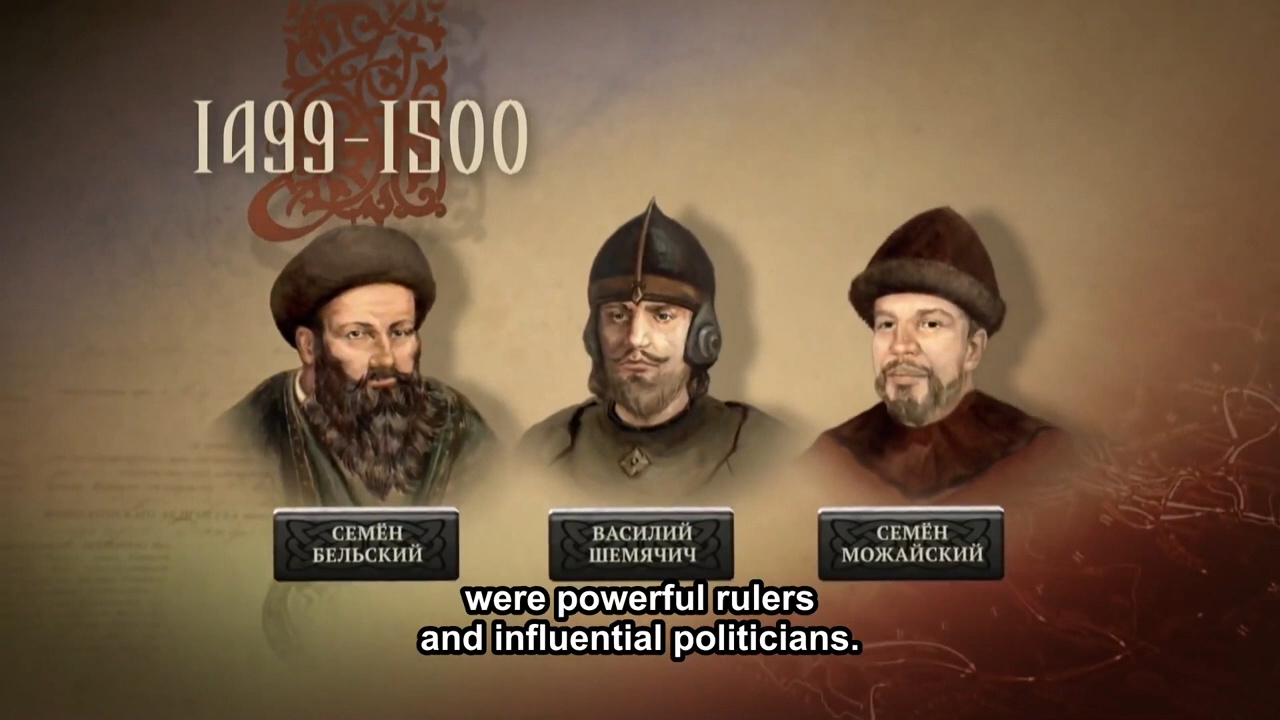 1499-1500
СЕМЁН
БЕЛЬСКИЙ
ВАСИЛИЙ
ШЕМЯЧИЧ
СЕМЁН
МОЖАЙСКИЙ
were powerful rulers
and influential politicians.